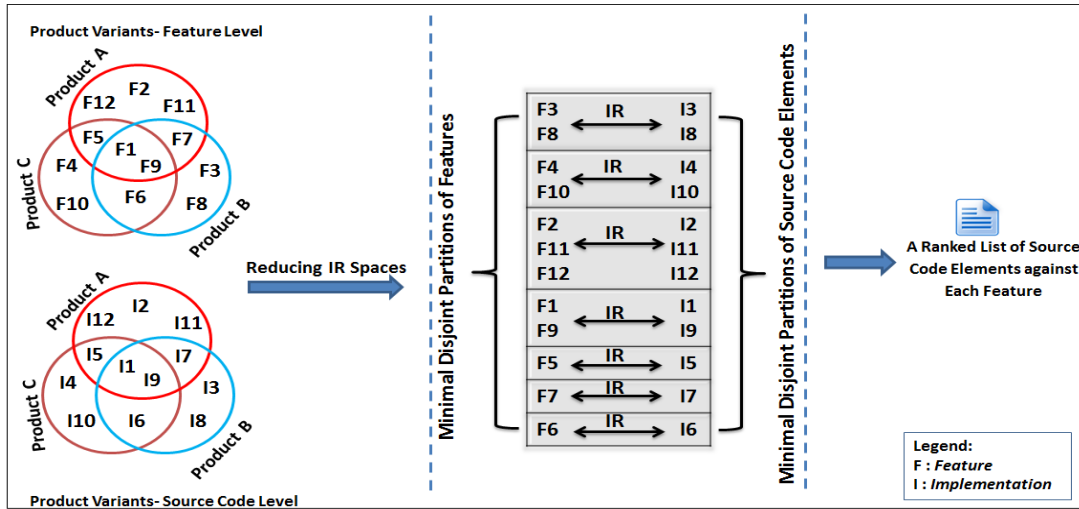 Product Variants- Feature Level
Product A
F2
F12
F11
F5
F7
F1
F4
F9
F3
F6
F10
F8
Product C
Product B
Reducing IR Spaces
Product A
I2
I12
I11
I5
I7
I1
I4
I9
I3
I10
I6
I8
Product C
Product B
Product Variants- Source Code Level
Minimal Disjoint Partitions of Features
F3 IR I3
F8 I8
F4 IR I4
F10 I10
F2 I2
F11 IR I11
F12 I12
F1 IR I1
F9 I9
F5 IR I5
F7 IR I7
F6 IR I6
Minimal Disjoint Partitions of Source Code Elements
A Ranked List of Source
Code Elements against
Each Feature
Legend:
F : Feature
I : Implementation